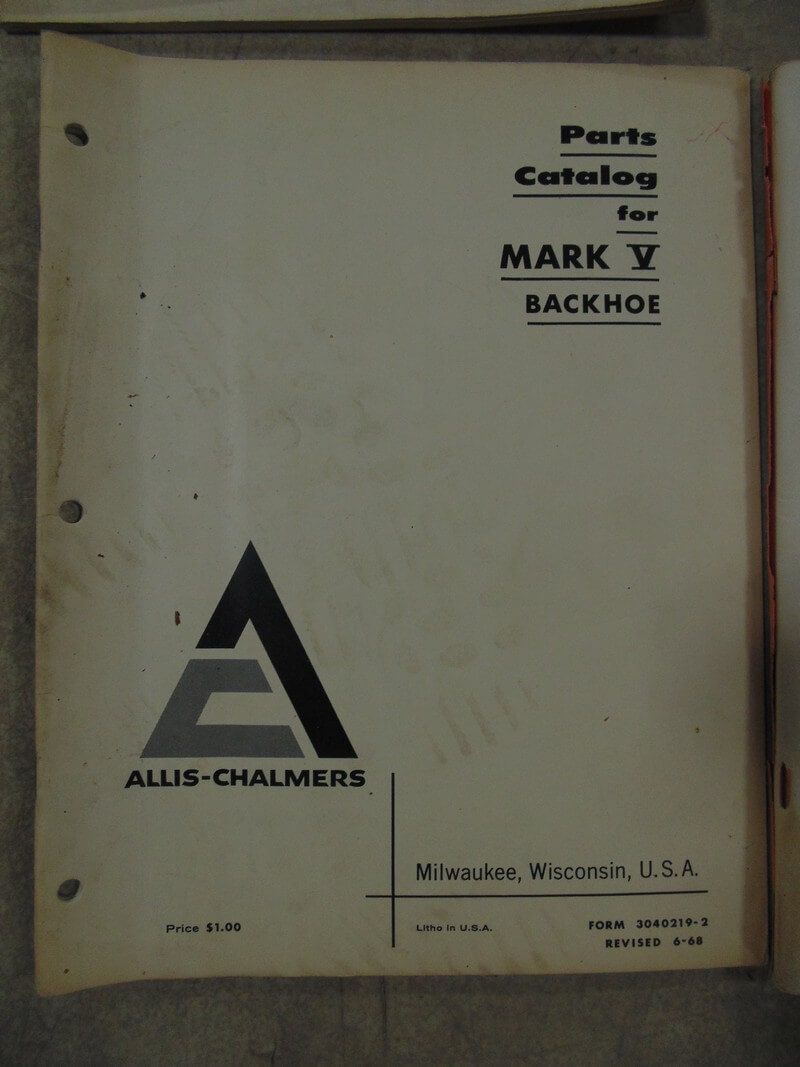 Parts
Catalog
for
MARK V
BACKHOE
ALLIS-CHALMERS
Milwaukee, Wisconsin, U.S.A.
Price $1.00
Litho in U.S.A.
FORM 3040219-2
REVISED 6-68